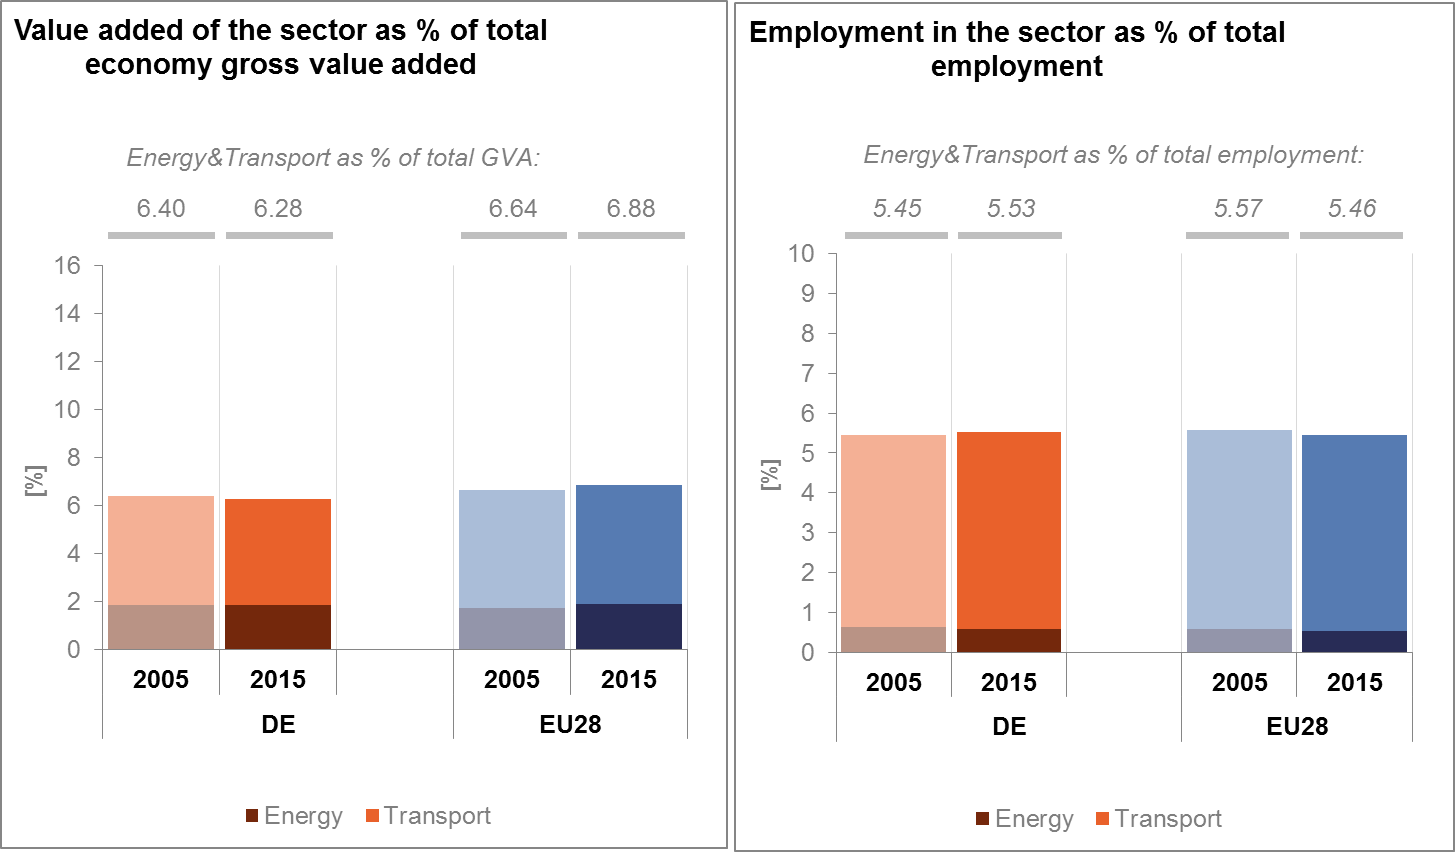 Value added of the sector as % of total
economy gross value added
Energy&Transport as % of total GVA:
6.40 6.28 6.64 6.88
16
14
12
10
8
6
4
2
0
[%]
2005 2015 2005 2015
DE EU28
Energy Transport
Employment in the sector as % of total
employment
Energy&Transport as % of total employment:
5.45 5.53 5.57 5.46
10
9
8
7
6
5
4
3
2
1
0
[%]
2005 2015 2005 2015
DE EU28
Energy Transport